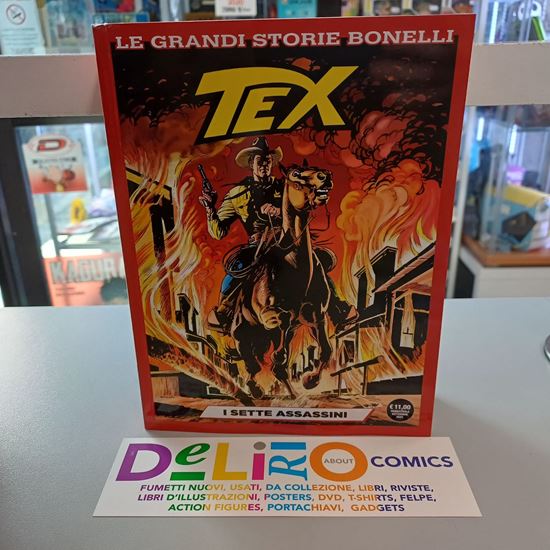 LE GRANDI STORIE BONELLI
TEX
I SETTE ASSASSINI
€ 11,00
DeLiRiO
ABOUT
COMICS
FUMETTI NUOVI, USATI, DA COLLEZIONE, LIBRI, RIVISTE,
LIBRI D'ILLUSTRAZIONI, POSTERS, DVD, T-SHIRTS, FELPE,
ACTION FIGURES, PORTACHIAVI, GADGETS
KAGUR